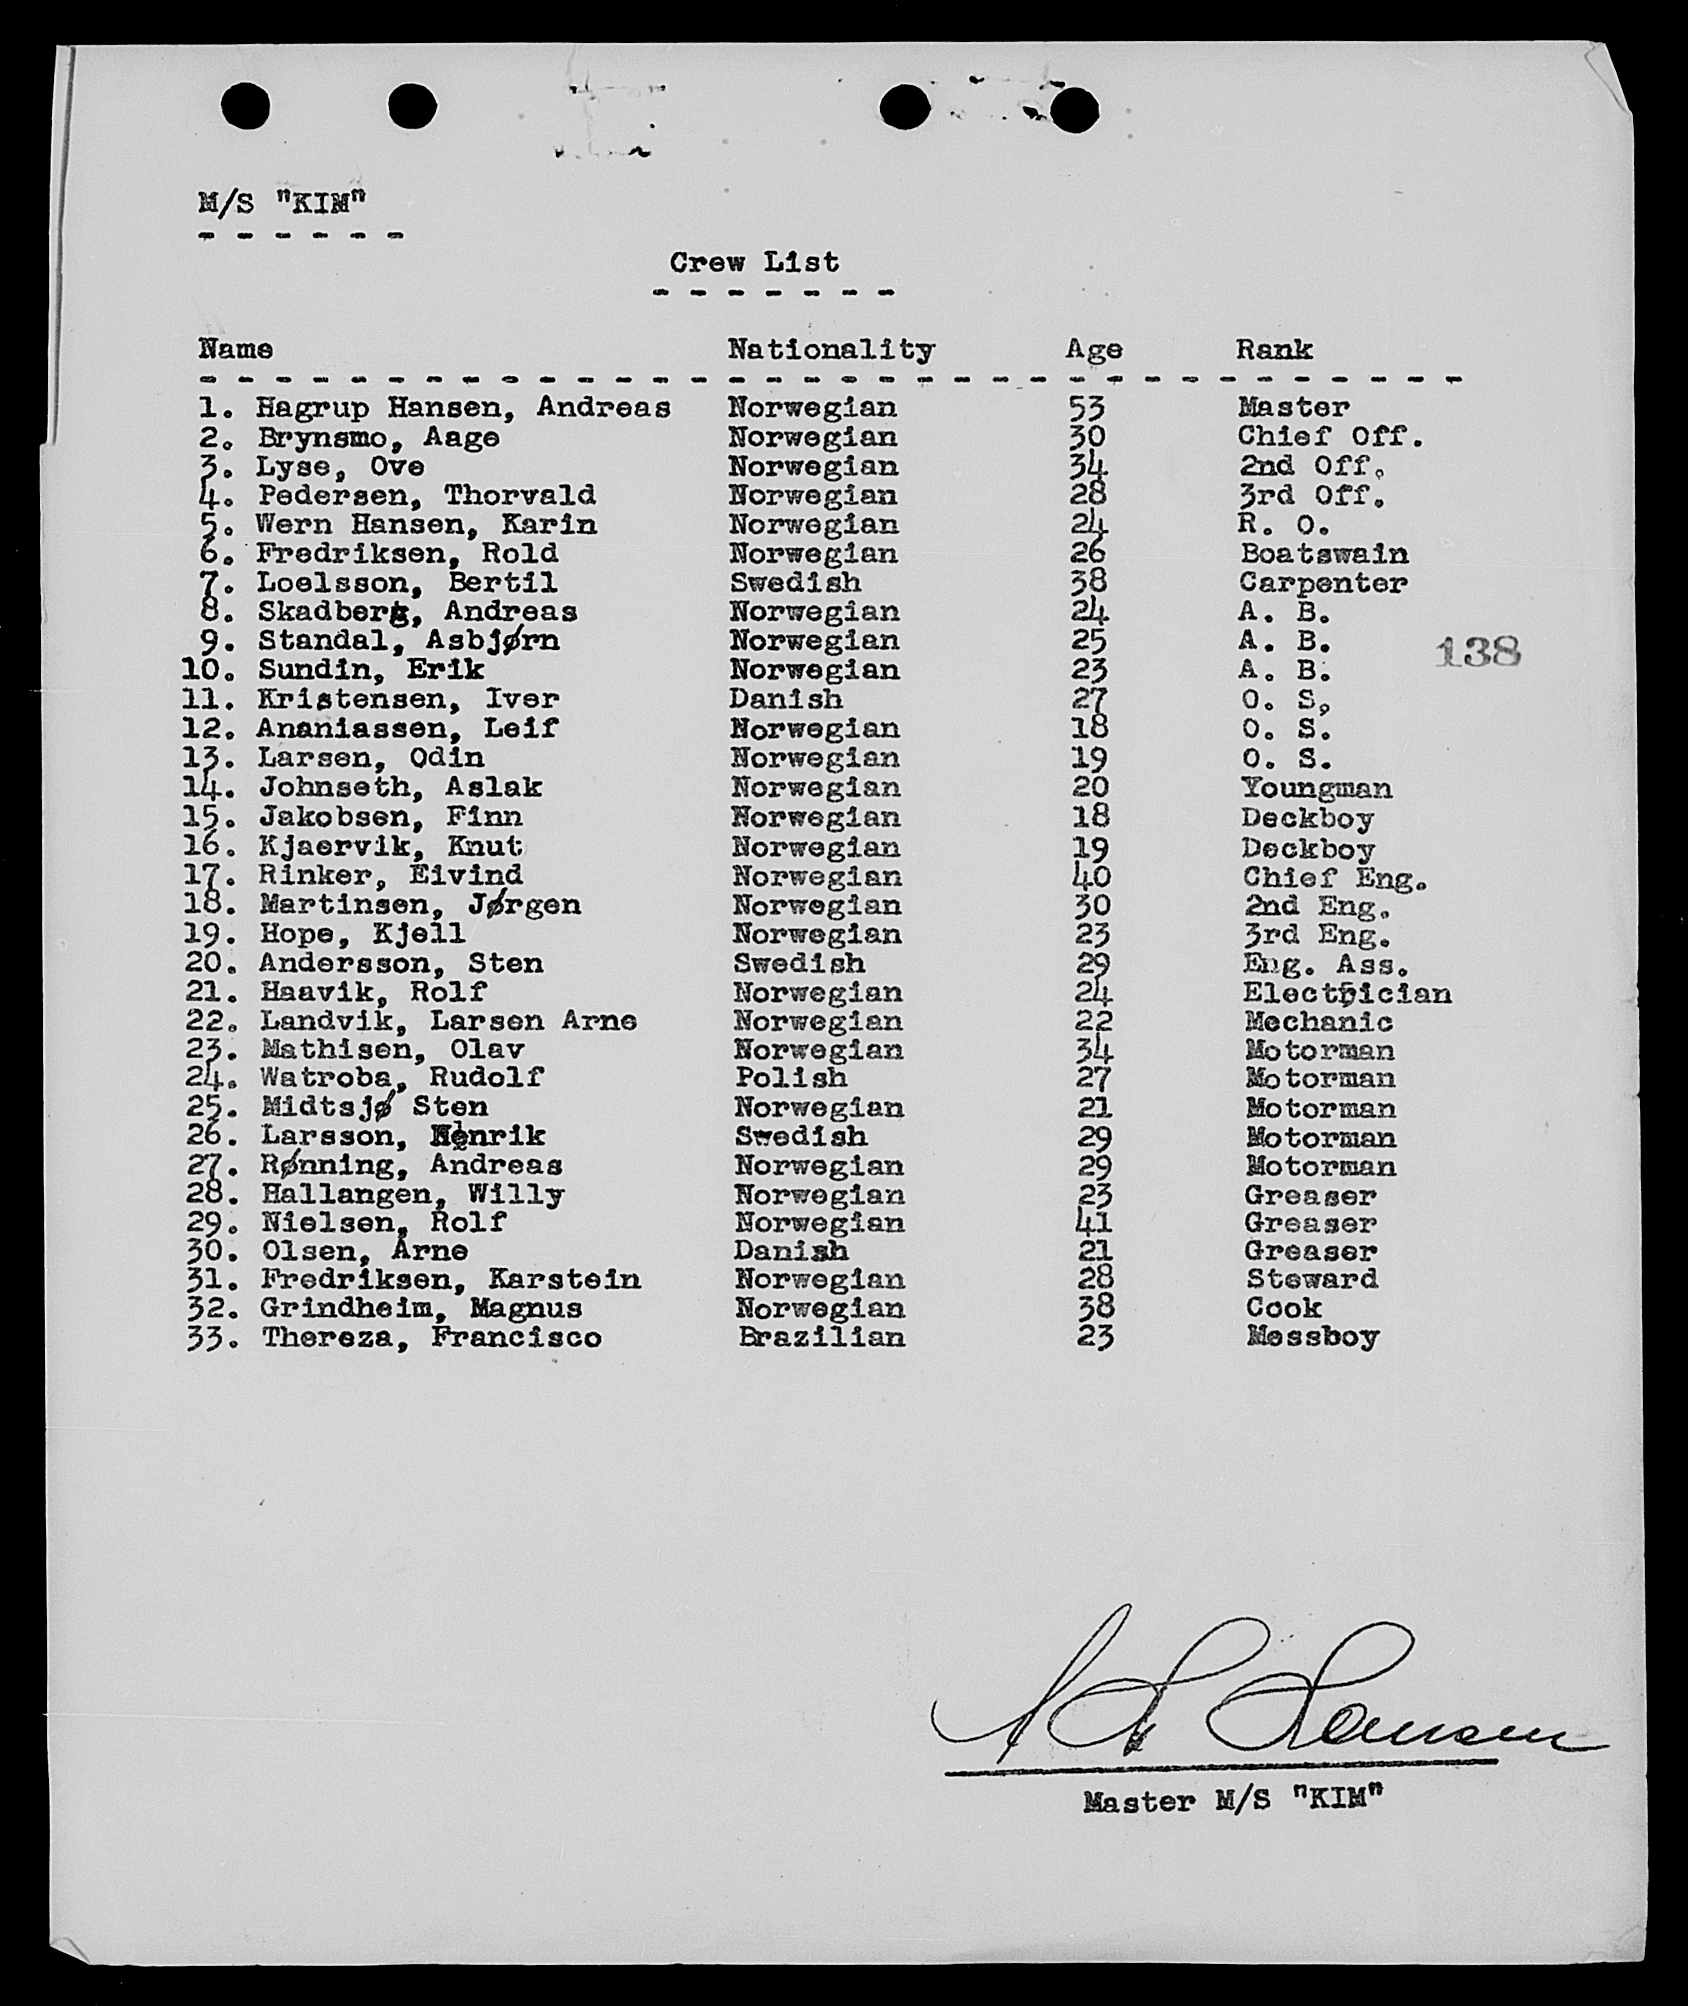 M/S "KIM"
- - - - - -
Crew List
- - - - - - -
Name Nationality Age Rank
- - - - - - - - - - - - - - - - - - - - - - - - - - - - - - - - - -
1. Hagrup Hansen, Andreas Norwegian 53 Master
2. Brynsmo, Aage Norwegian 30 Chief Off.
3. Lyse, Ove Norwegian 34 2nd Off.
4. Pedersen, Thorvald Norwegian 28 3rd Off.
5. Wern Hansen, Karin Norwegian 24 R. O.
6. Fredriksen, Rold Norwegian 26 Boatswain
7. Loelsson, Bertil Swedish 38 Carpenter
8. Skadberg, Andreas Norwegian 24 A. B.
9. Standal, Asbjørn Norwegian 25 A. B.
138
10. Sundin, Erik Norwegian 23 A. B.
11. Kristensen, Iver Danish 27 O. S,
12. Ananiassen, Leif Norwegian 18 O. S.
13. Larsen, Odin Norwegian 19 O. S.
14. Johnseth, Aslak Norwegian 20 Youngman
15. Jakobsen, Finn Norwegian 18 Deckboy
16. Kjaervik, Knut Norwegian 19 Deckboy
17. Rinker, Eivind Norwegian 40 Chief Eng.
18. Martinsen, Jørgen Norwegian 30 2nd Eng.
19. Hope, Kjell Norwegian 23 3rd Eng.
20. Andersson, Sten Swedish 29 Eng. Ass.
21. Haavik, Rolf Norwegian 24 Electrician
22. Landvik, Larsen Arne Norwegian 22 Mechanic
23. Mathisen, Olav Norwegian 34 Motorman
24. Watroba, Rudolf Polish 27 Motorman
25. Midtsjø Sten Norwegian 21 Motorman
26. Larsson, Henrik Swedish 29 Motorman
27. Rønning, Andreas Norwegian 29 Motorman
28. Hallangen, Willy Norwegian 23 Greaser
29. Nielsen, Rolf Norwegian 41 Greaser
30. Olsen, Arne Danish 21 Greaser
31. Fredriksen, Karstein Norwegian 28 Steward
32. Grindheim, Magnus Norwegian 38 Cook
33. Thereza, Francisco Brazilian 23 Messboy
A H Hansen
Master M/S "KIM"